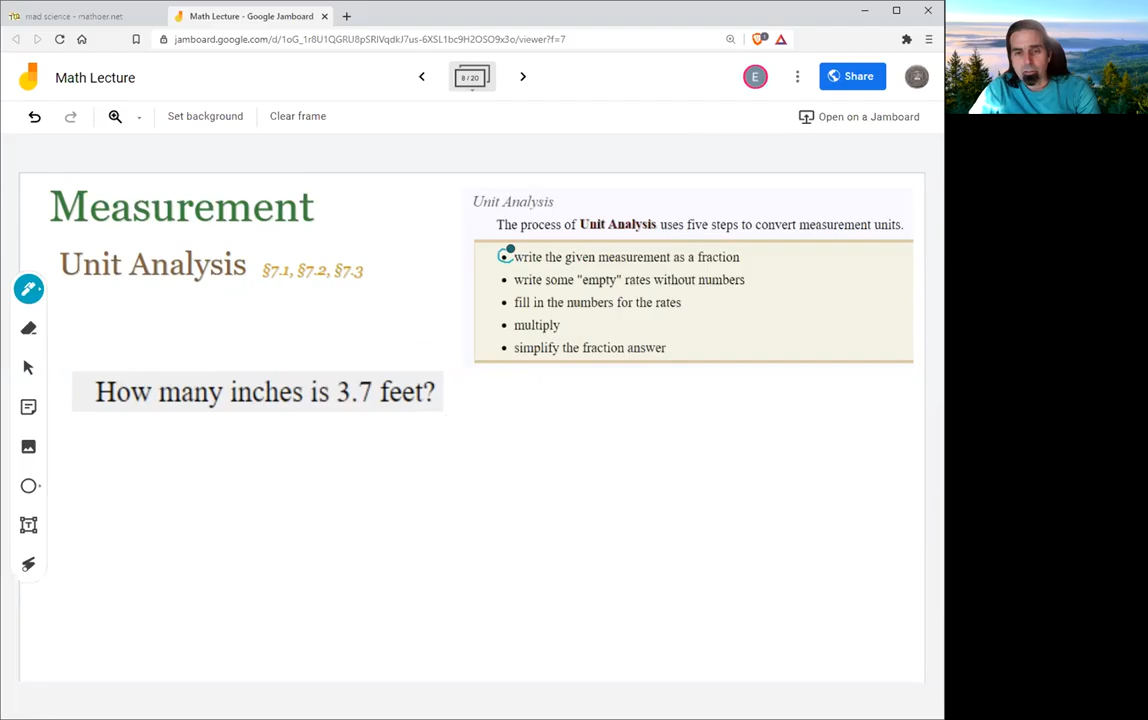 mad science - mathoer.net
Math Lecture - Google Jamboard
jamboard.google.com/d/1oG_1r8U1QGRU8pSRlVqdkJ7us-6XSL1bc9H2OSO9x3o/viewer?f=7
Math Lecture
8 / 20
E
Share
Set background
Clear frame
Open on a Jamboard
Measurement
Unit Analysis §7.1, §7.2, §7.3
Unit Analysis
The process of Unit Analysis uses five steps to convert measurement units.
• write the given measurement as a fraction
• write some "empty" rates without numbers
• fill in the numbers for the rates
• multiply
• simplify the fraction answer
How many inches is 3.7 feet?